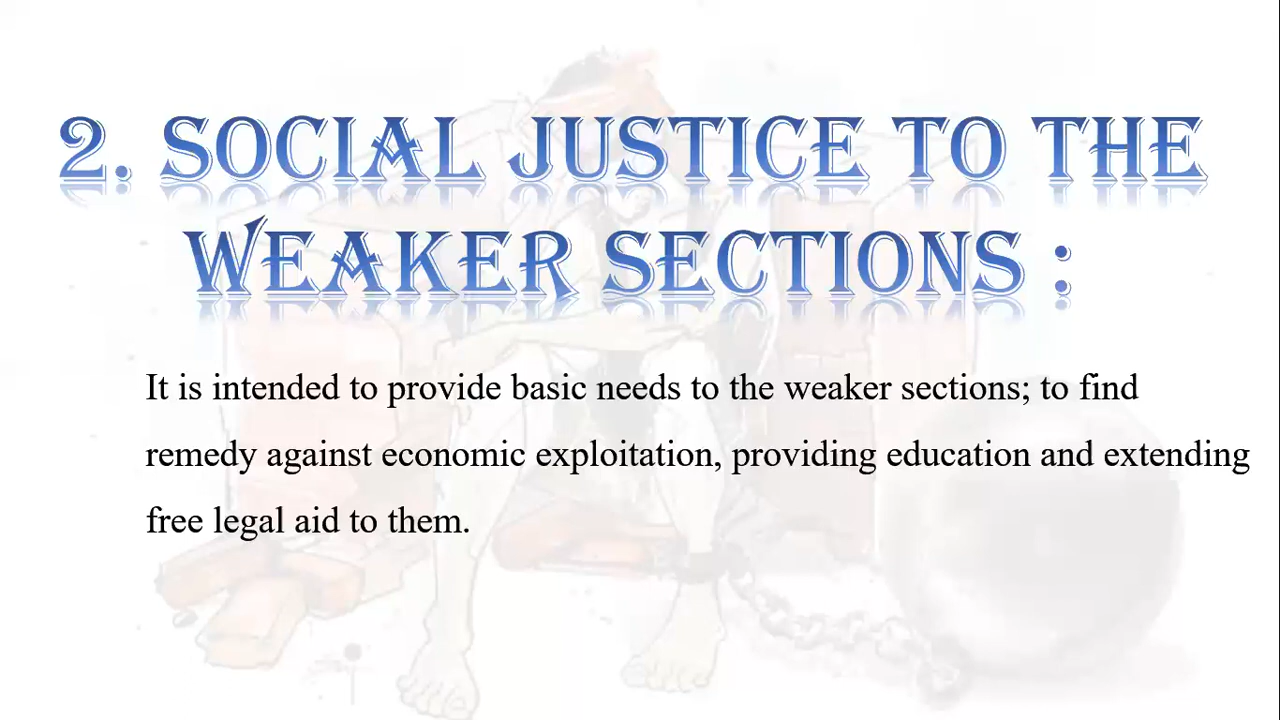 2. SOCIAL JUSTICE TO THE
WEAKER SECTIONS :
It is intended to provide basic needs to the weaker sections; to find
remedy against economic exploitation, providing education and extending
free legal aid to them.